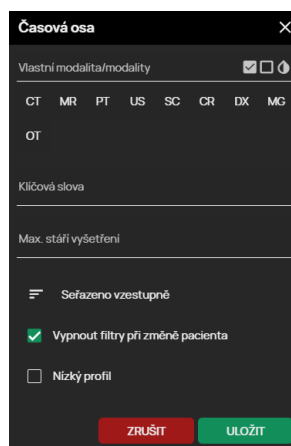 Časová osa
Vlastní modalita/modality
CT MR PT US SC CR DX MG
OT
Klíčová slova
Max. stáří vyšetření
Seřazeno vzestupně
Vypnout filtry při změně pacienta
Nízký profil
ZRUŠIT ULOŽIT